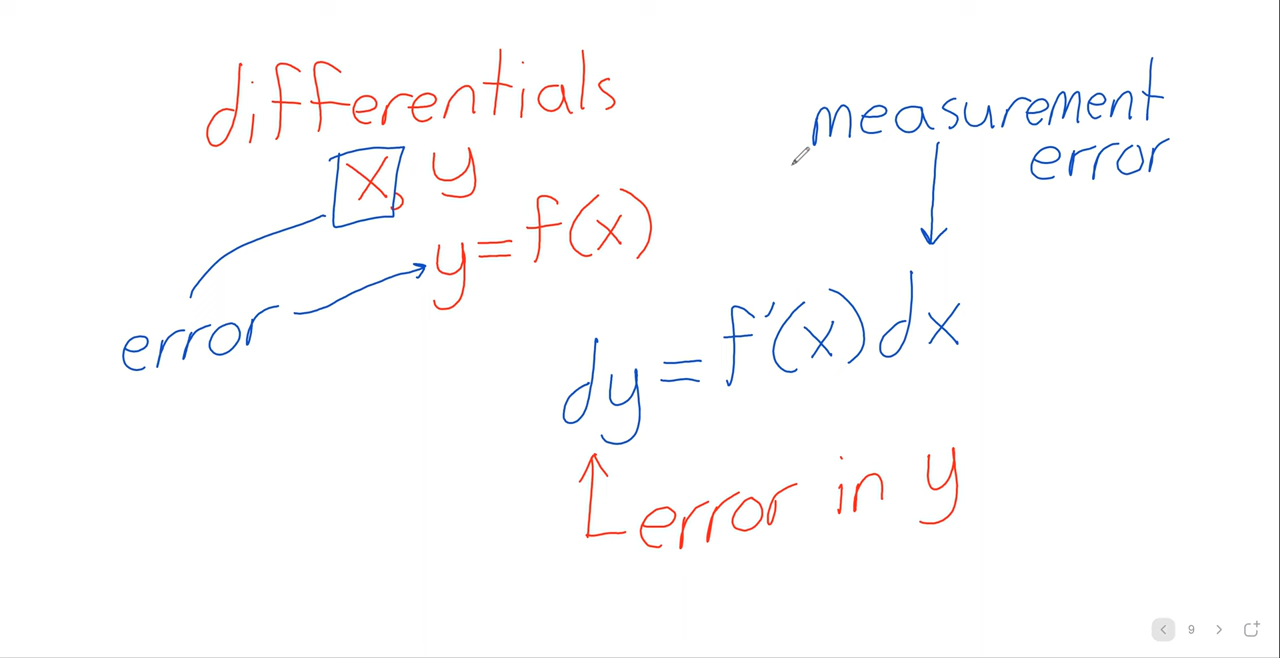 differentials
x, y
y = f(x)
error
measurement
error
dy = f'(x) dx
error in y
9